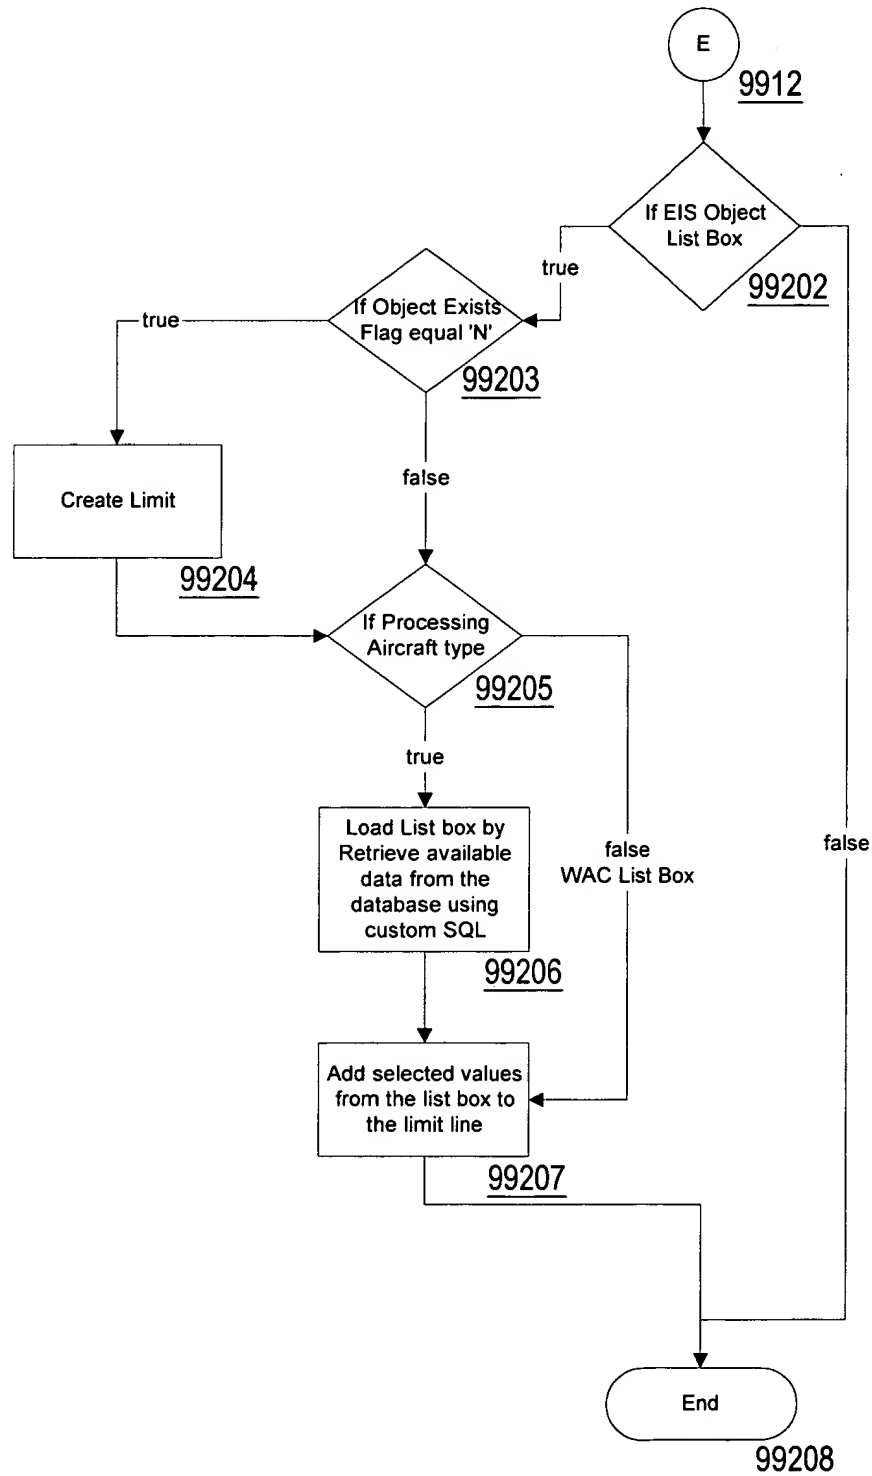 E
9912
If EIS Object
List Box
99202
true
If Object Exists
Flag equal 'N'
99203
true
Create Limit
99204
false
If Processing
Aircraft type
99205
true
Load List box by
Retrieve available
data from the
database using
custom SQL
99206
false
WAC List Box
false
Add selected values
from the list box to
the limit line
99207
End
99208